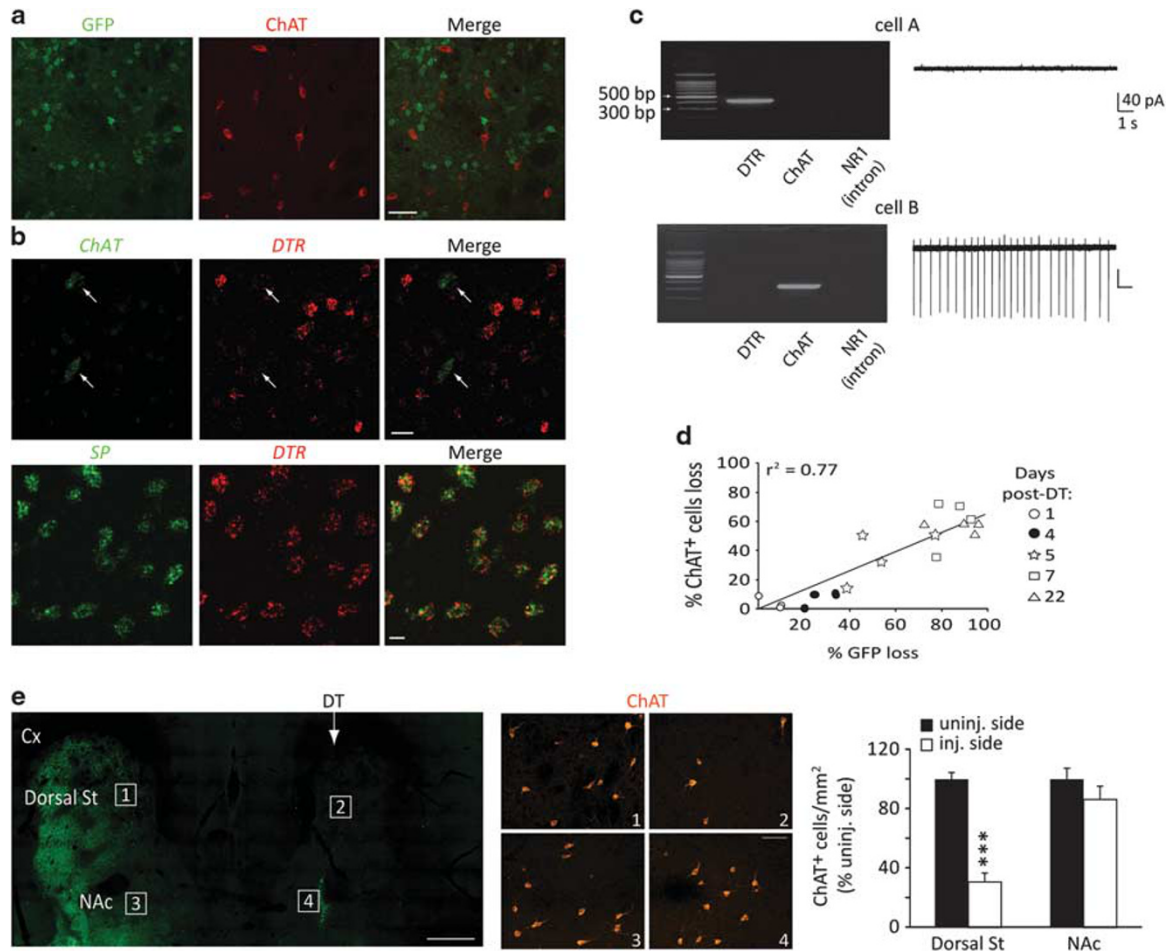 a
GFP
ChAT
Merge
b
ChAT
DTR
Merge
SP
DTR
Merge
c
cell A
500 bp
300 bp
DTR
ChAT
NR1
(intron)
40 pA
1 s
cell B
DTR
ChAT
NR1
(intron)
d
r² = 0.77
% ChAT⁺ cells loss
100
80
60
40
20
0
20 40 60 80 100
% GFP loss
Days
post-DT:
1
4
5
7
22
e
DT
Cx
Dorsal St
1
2
NAc
3
4
ChAT
1
2
3
4
uninj. side
inj. side
ChAT⁺ cells/mm²
(% uninj. side)
120
80
40
0
***
Dorsal St
NAc